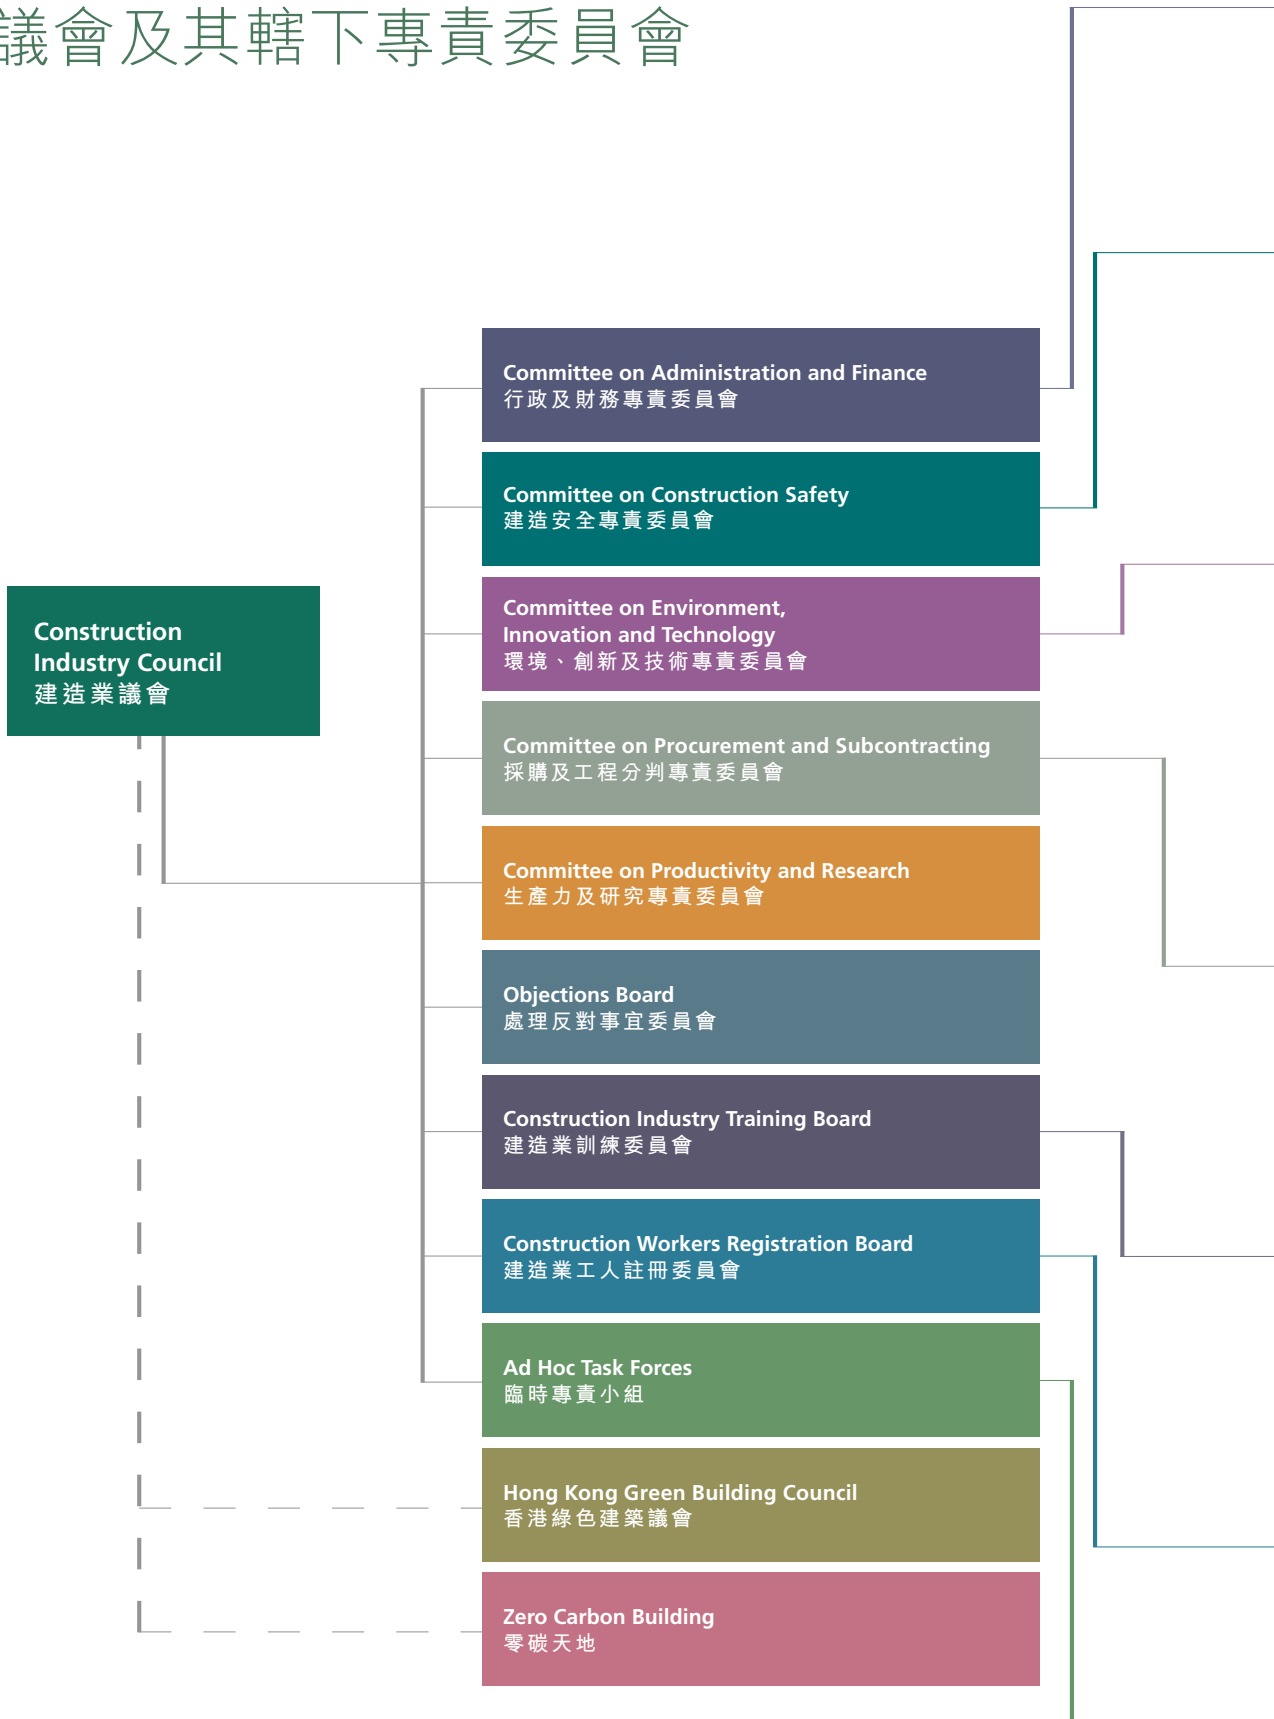 議會及其轄下專責委員會
Committee on Administration and Finance
行政及財務專責委員會
Committee on Construction Safety
建造安全專責委員會
Committee on Environment,
Innovation and Technology
環境、創新及技術專責委員會
Construction
Industry Council
建造業議會
Committee on Procurement and Subcontracting
採購及工程分判專責委員會
Committee on Productivity and Research
生產力及研究專責委員會
Objections Board
處理反對事宜委員會
Construction Industry Training Board
建造業訓練委員會
Construction Workers Registration Board
建造業工人註冊委員會
Ad Hoc Task Forces
臨時專責小組
Hong Kong Green Building Council
香港綠色建築議會
Zero Carbon Building
零碳天地